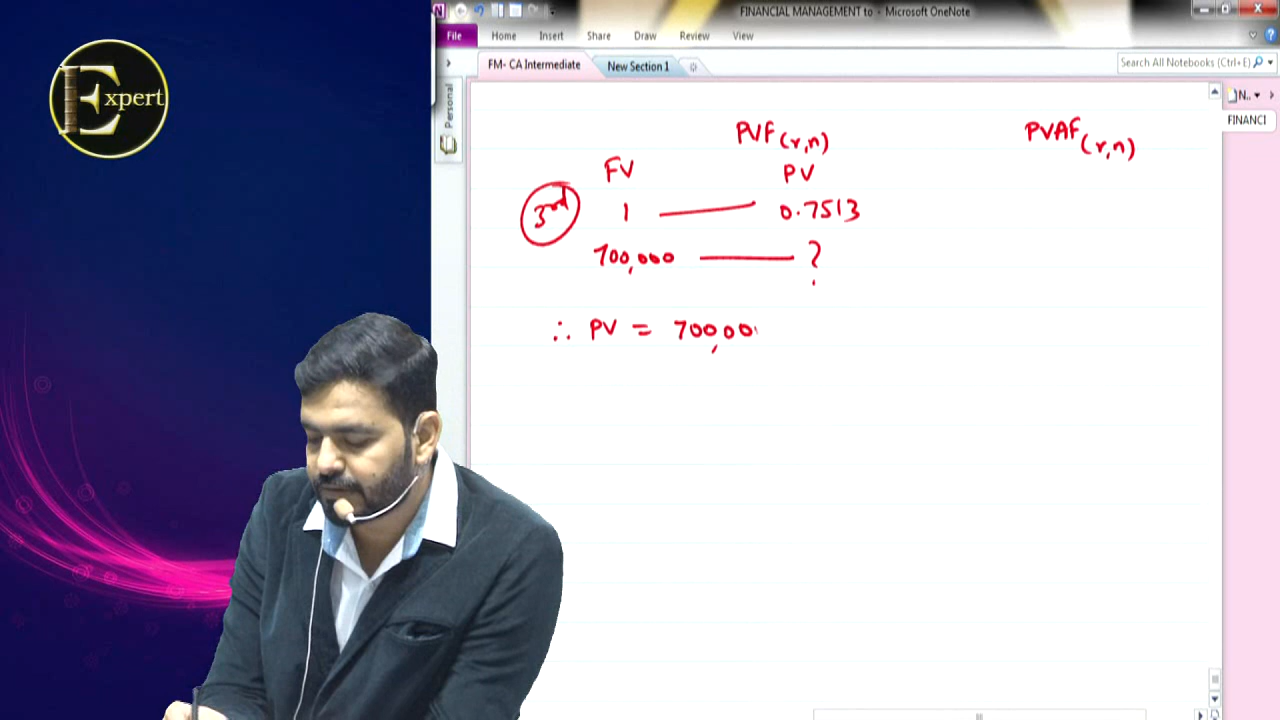 Expert
FINANCIAL MANAGEMENT to - Microsoft OneNote
File Home Insert Share Draw Review View
FM- CA Intermediate New Section 1
Search All Notebooks (Ctrl+E)
N..
Personal
FINANCI
PVF(r,n) PVAF(r,n)
FV PV
3rd 1 — 0.7513
700,000 — ?
∴ PV = 700,00